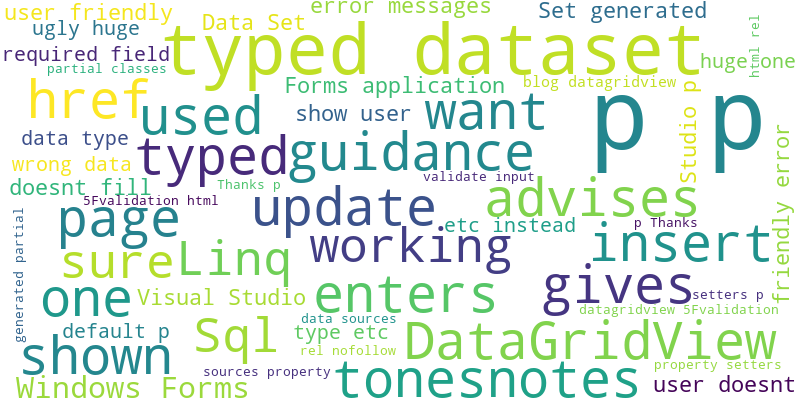 user friendly
error messages
Set generated
ugly huge
Data Set
typed dataset
html rel
required field
partial classes
huge one
href
Forms application
blog datagridview
Studio p
used
show user
want
p p
data type
typed
guidance
wrong data
doesnt fill
Thanks p
validate input
friendly error
5Fvalidation html
update
advises
page
etc instead
p Thanks
generated partial
sure
Linq
working
insert
one
Visual Studio
enters
gives
setters p
datagridview 5Fvalidation
default p
Sql
data sources
type etc
DataGridView
shown
rel nofollow
sources property
property setters
Windows Forms
tonesnotes
user doesnt